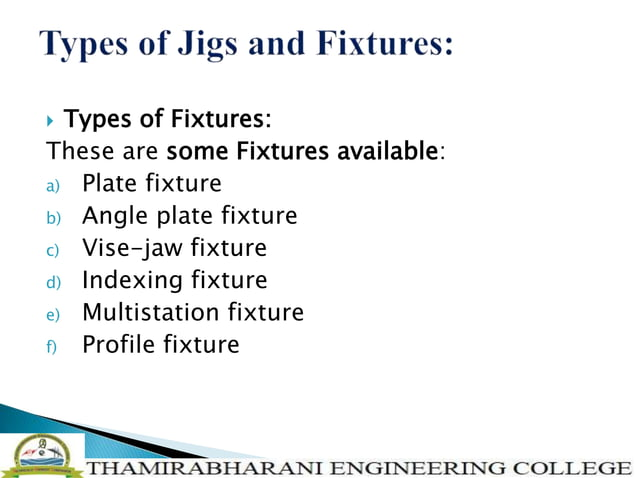 Types of Jigs and Fixtures:
Types of Fixtures:
These are some Fixtures available:
a) Plate fixture
b) Angle plate fixture
c) Vise-jaw fixture
d) Indexing fixture
e) Multistation fixture
f) Profile fixture
THAMIRABHARANI ENGINEERING COLLEGE